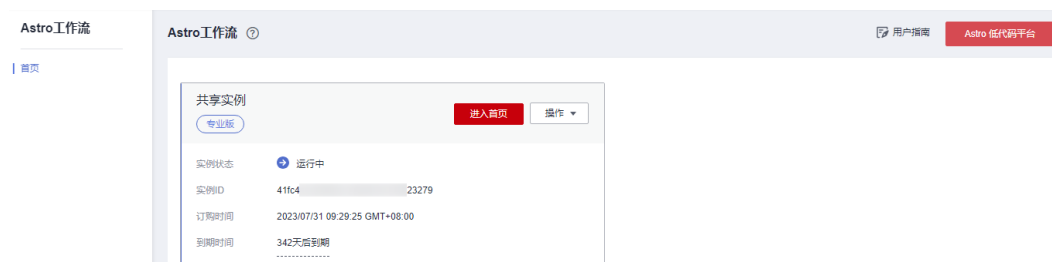 Astro工作流
首页
Astro工作流
用户指南
Astro 低代码平台
共享实例
专业版
进入首页
操作
实例状态 运行中
实例ID 41fc4 23279
订购时间 2023/07/31 09:29:25 GMT+08:00
到期时间 342天后到期